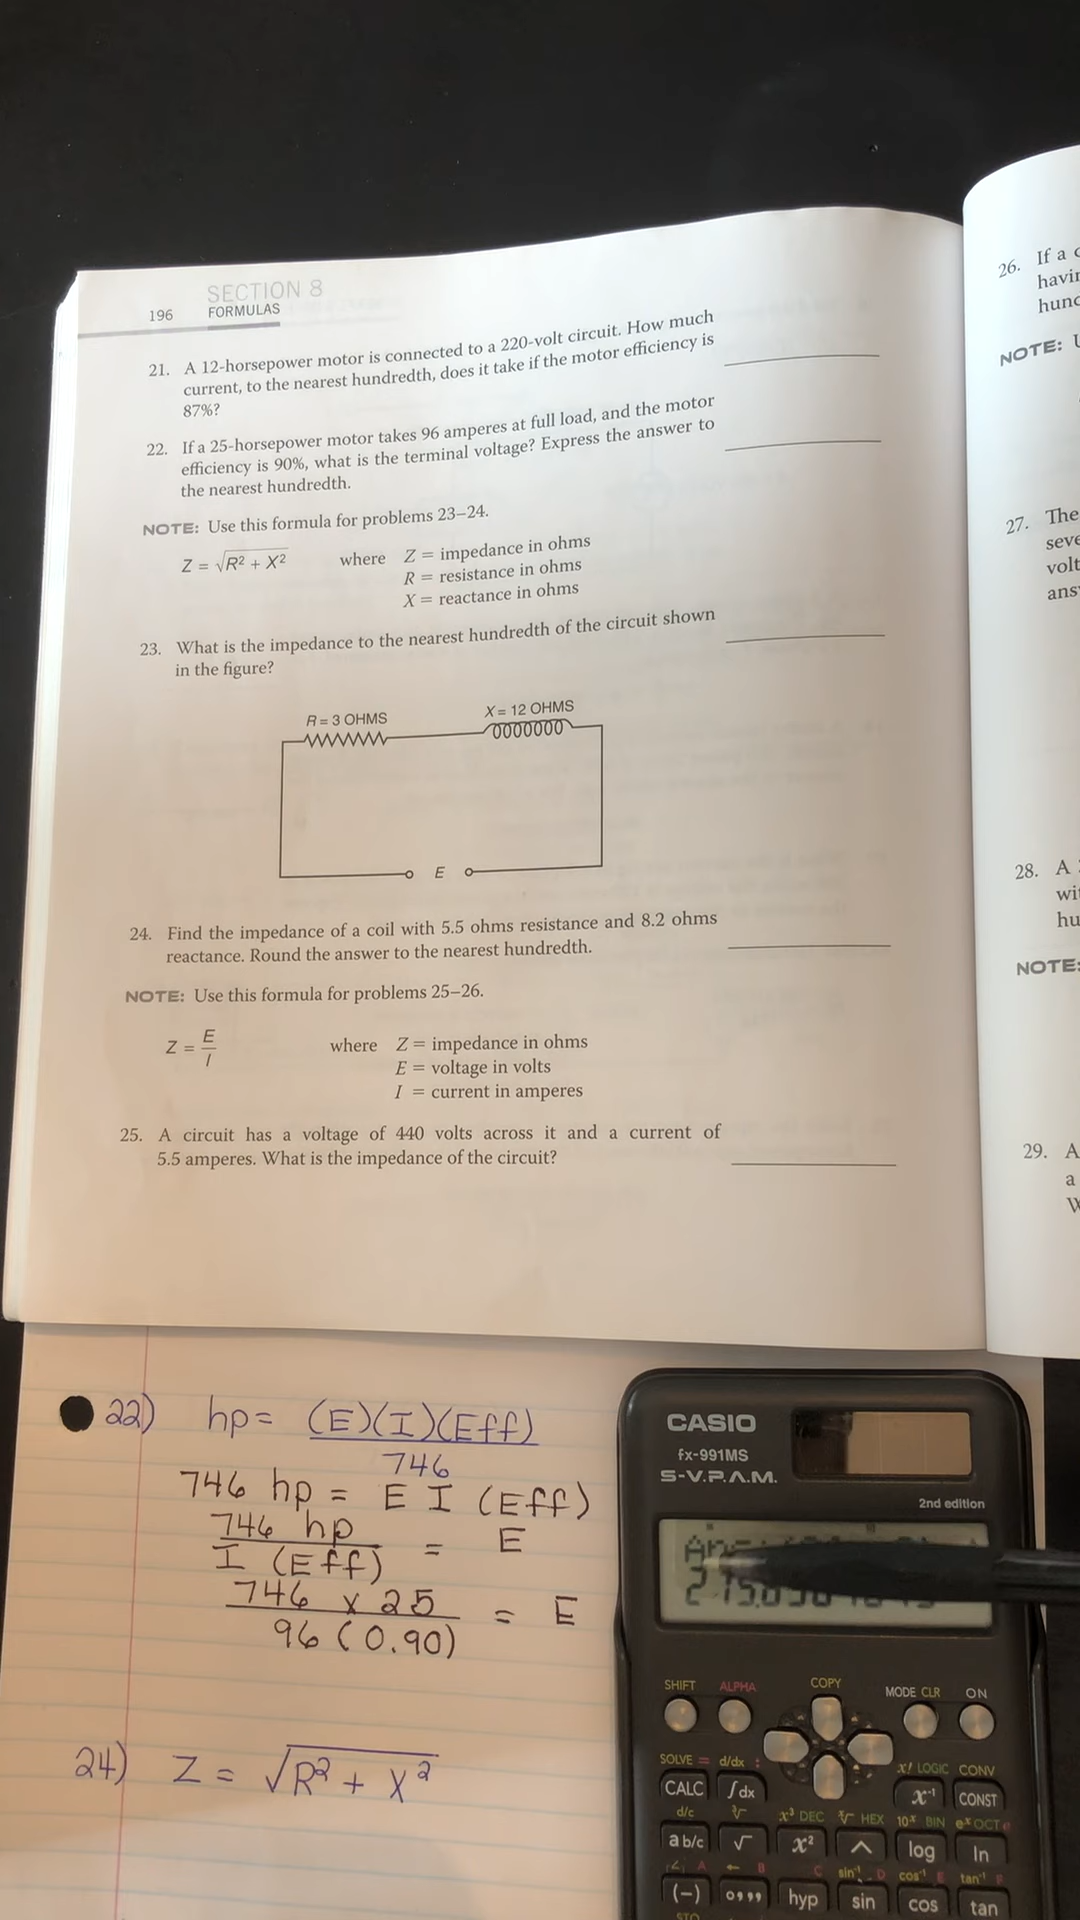 SECTION 8
196 FORMULAS
21. A 12-horsepower motor is connected to a 220-volt circuit. How much
current, to the nearest hundredth, does it take if the motor efficiency is
87%?
22. If a 25-horsepower motor takes 96 amperes at full load, and the motor
efficiency is 90%, what is the terminal voltage? Express the answer to
the nearest hundredth.
NOTE: Use this formula for problems 23–24.
Z = √R² + X² where Z = impedance in ohms
R = resistance in ohms
X = reactance in ohms
23. What is the impedance to the nearest hundredth of the circuit shown
in the figure?
R = 3 OHMS
X = 12 OHMS
E
24. Find the impedance of a coil with 5.5 ohms resistance and 8.2 ohms
reactance. Round the answer to the nearest hundredth.
NOTE: Use this formula for problems 25–26.
Z = E/I where Z = impedance in ohms
E = voltage in volts
I = current in amperes
25. A circuit has a voltage of 440 volts across it and a current of
5.5 amperes. What is the impedance of the circuit?
26. If a
NOTE:
27. The
28. A
NOTE:
29. A
a
22) hp = (E)(I)(Eff)
746
746 hp = E I (Eff)
746 hp = E
I (Eff)
746 x 25 = E
96 (0.90)
24) Z = √R² + X²
CASIO
fx-991MS
S-V.P.A.M.
2nd edition
SHIFT ALPHA COPY MODE CLR ON
SOLVE = d/dx : x! LOGIC CONV
CALC ∫dx x⁻¹ CONST
d/c ³√ x³ DEC ˣ√ HEX 10ˣ BIN eˣ OCT
a b/c √ x² ^ log ln
∠ A ← B C sin⁻¹ D cos⁻¹ E tan⁻¹ F
(−) o,,, hyp sin cos tan
STO